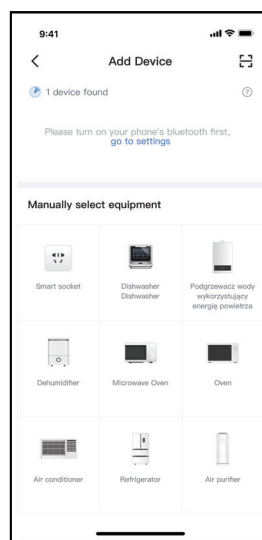 9:41
Add Device
1 device found
Please turn on your phone's bluetooth first,
go to settings
Manually select equipment
Smart socket
Dishwasher
Dishwasher
Podgrzewacz wody
wykorzystujący
energię powietrza
Dehumidifier
Microwave Oven
Oven
Air conditioner
Refrigerator
Air purifier